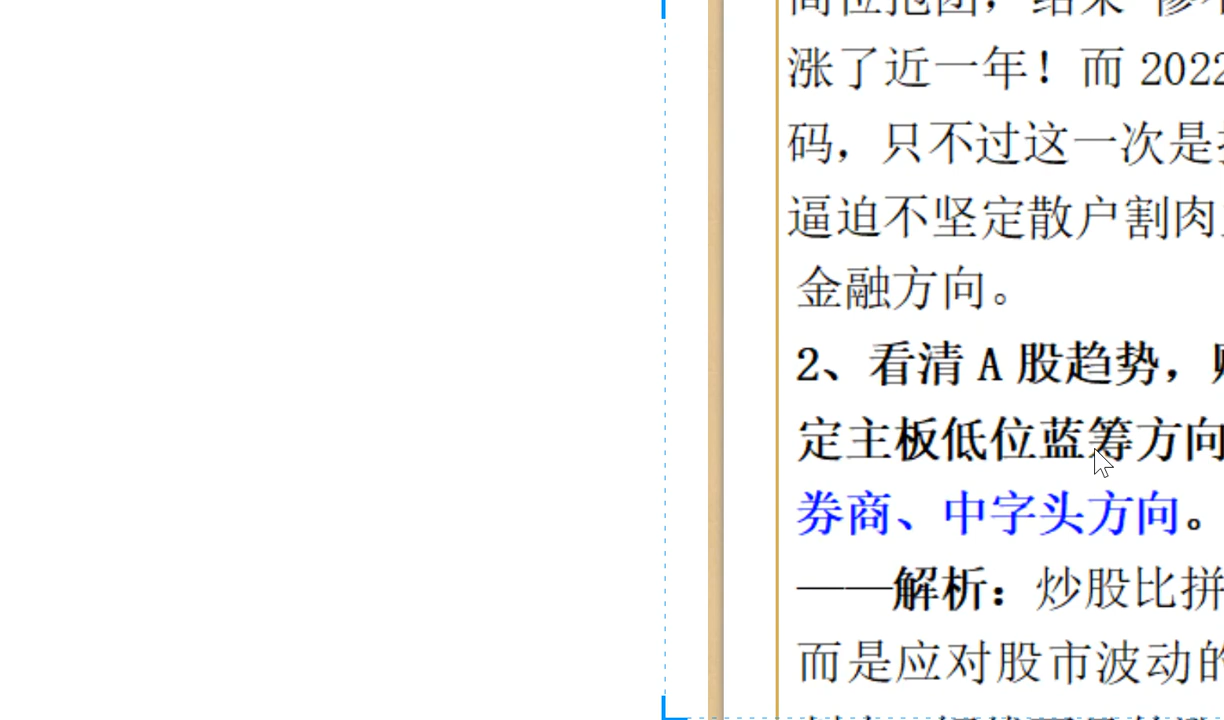 涨了近一年！而 2022
码，只不过这一次是
逼迫不坚定散户割肉
金融方向。
2、看清 A 股趋势，
定主板低位蓝筹方向
券商、中字头方向。
——解析：炒股比拼
而是应对股市波动的